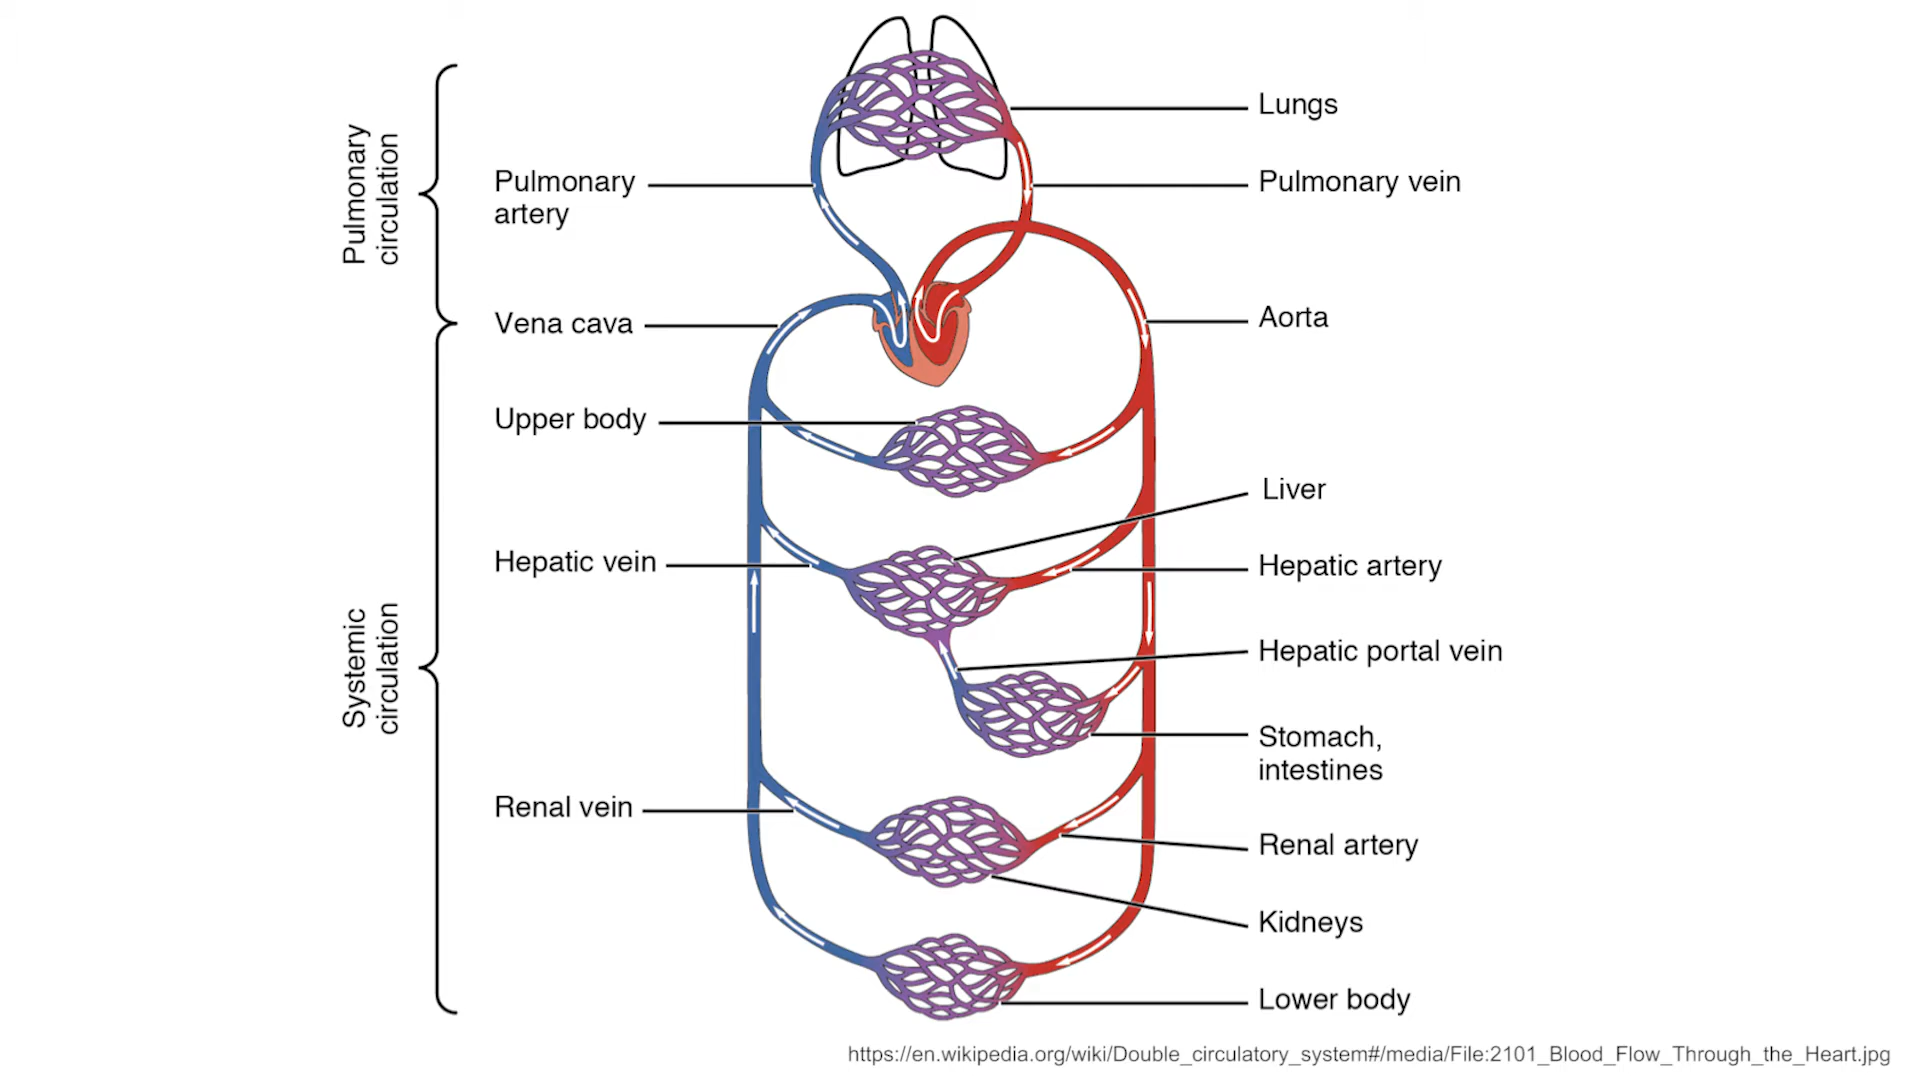 Lungs
Pulmonary
circulation
Pulmonary
artery
Pulmonary vein
Vena cava
Aorta
Upper body
Liver
Hepatic vein
Hepatic artery
Systemic
circulation
Hepatic portal vein
Stomach,
intestines
Renal vein
Renal artery
Kidneys
Lower body
https://en.wikipedia.org/wiki/Double_circulatory_system#/media/File:2101_Blood_Flow_Through_the_Heart.jpg